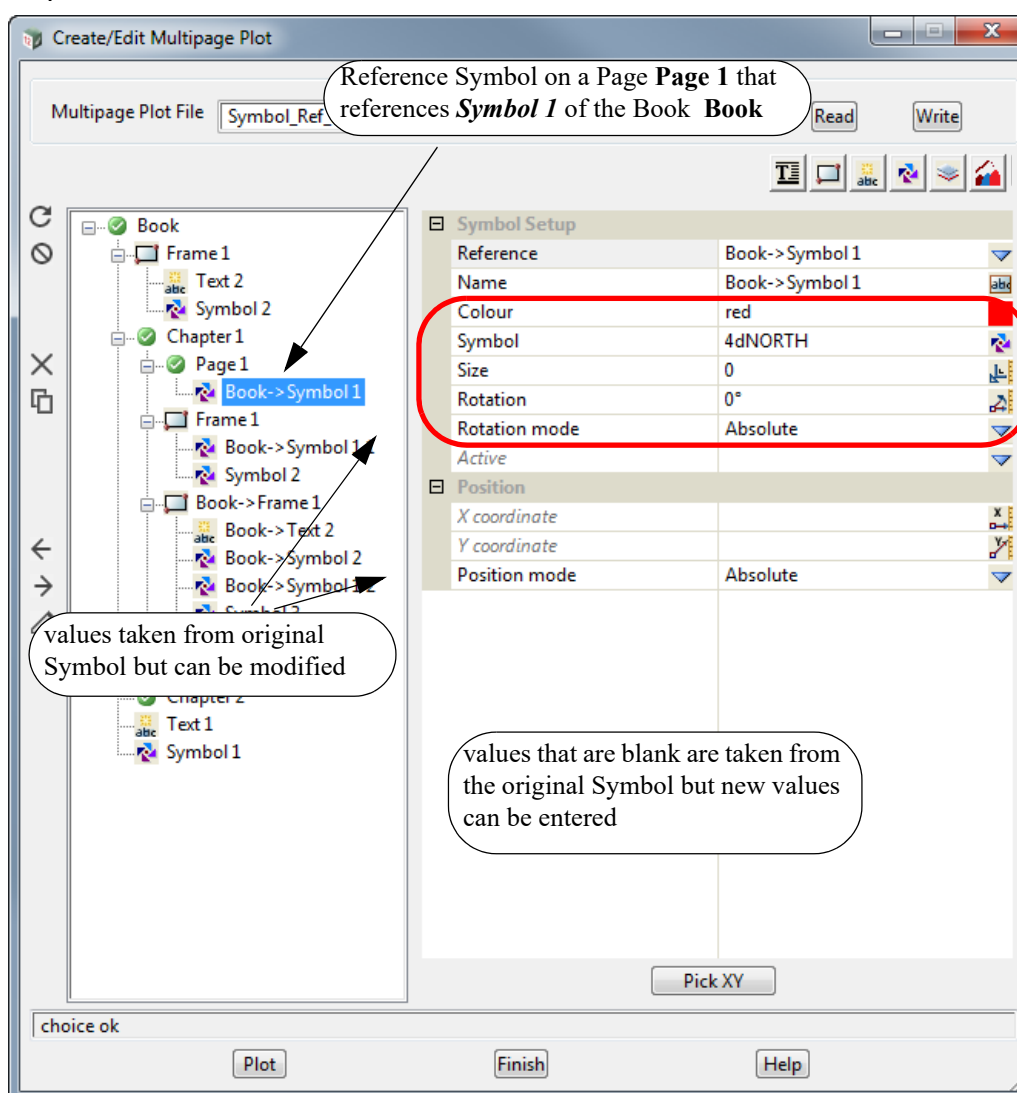 Create/Edit Multipage Plot
Reference Symbol on a Page Page 1 that
references Symbol 1 of the Book Book
Multipage Plot File
Symbol_Ref_
Read
Write
Book
Frame 1
Text 2
Symbol 2
Chapter 1
Page 1
Book->Symbol 1
Frame 1
Book->Symbol 1
Symbol 2
Book->Frame 1
Book->Text 2
Book->Symbol 2
Book->Symbol 1 2
values taken from original
Symbol but can be modified
Chapter 2
Text 1
Symbol 1
Symbol Setup
Reference Book->Symbol 1
Name Book->Symbol 1
Colour red
Symbol 4dNORTH
Size 0
Rotation 0°
Rotation mode Absolute
Active
Position
X coordinate
Y coordinate
Position mode Absolute
values that are blank are taken from
the original Symbol but new values
can be entered
Pick XY
choice ok
Plot
Finish
Help